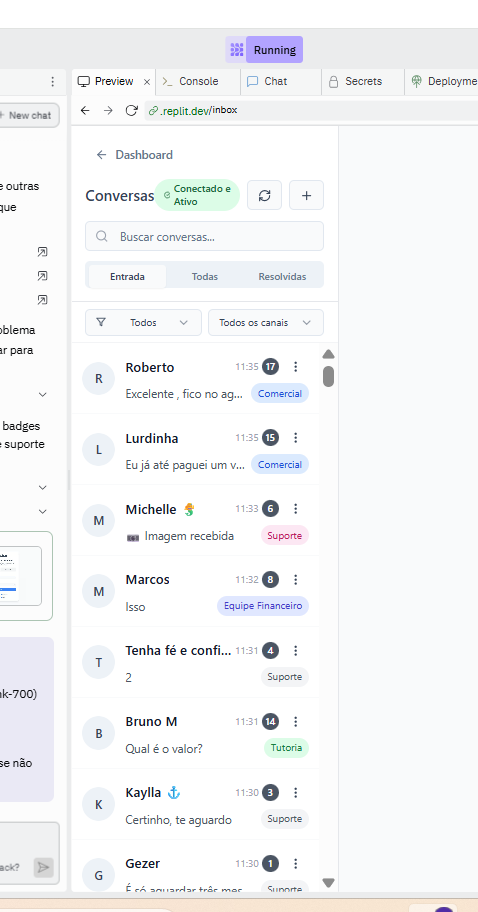 Running
Preview
Console
Chat
Secrets
Deployme
New chat
.replit.dev/inbox
Dashboard
e outras
que
Conversas
Conectado e
Ativo
Buscar conversas...
Entrada
Todas
Resolvidas
oblema
ar para
Todos
Todos os canais
R
Roberto
11:35
17
Excelente , fico no ag...
Comercial
badges
e suporte
L
Lurdinha
11:35
15
Eu já até paguei um v...
Comercial
M
Michelle
11:33
6
Imagem recebida
Suporte
M
Marcos
11:32
8
Isso
Equipe Financeiro
T
Tenha fé e confi...
11:31
4
2
Suporte
nk-700)
B
Bruno M
11:31
14
Qual é o valor?
Tutoria
se não
K
Kaylla
11:30
3
Certinho, te aguardo
Suporte
ack?
G
Gezer
11:30
1
É só aguardar três mes
Suporte